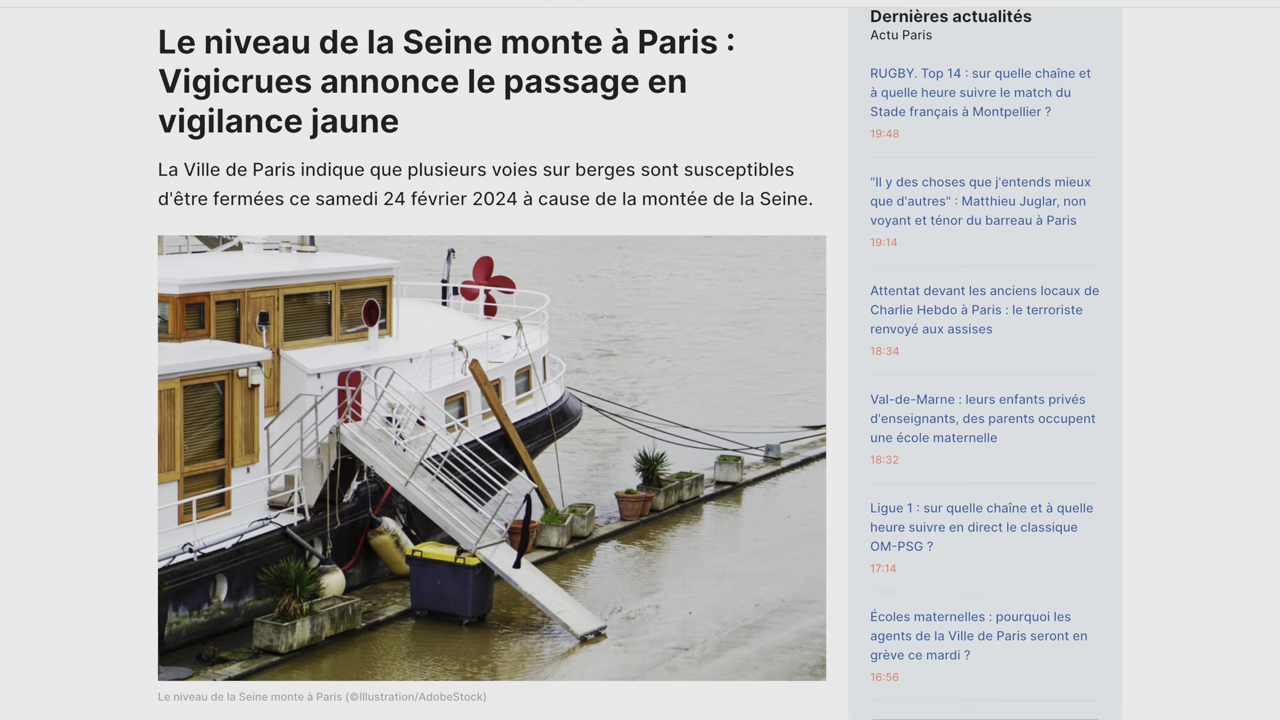 Le niveau de la Seine monte à Paris :
Vigicrues annonce le passage en
vigilance jaune
La Ville de Paris indique que plusieurs voies sur berges sont susceptibles
d'être fermées ce samedi 24 février 2024 à cause de la montée de la Seine.
Le niveau de la Seine monte à Paris (©Illustration/AdobeStock)
Dernières actualités
Actu Paris
RUGBY. Top 14 : sur quelle chaîne et
à quelle heure suivre le match du
Stade français à Montpellier ?
19:48
"Il y des choses que j'entends mieux
que d'autres" : Matthieu Juglar, non
voyant et ténor du barreau à Paris
19:14
Attentat devant les anciens locaux de
Charlie Hebdo à Paris : le terroriste
renvoyé aux assises
18:34
Val-de-Marne : leurs enfants privés
d'enseignants, des parents occupent
une école maternelle
18:32
Ligue 1 : sur quelle chaîne et à quelle
heure suivre en direct le classique
OM-PSG ?
17:14
Écoles maternelles : pourquoi les
agents de la Ville de Paris seront en
grève ce mardi ?
16:56